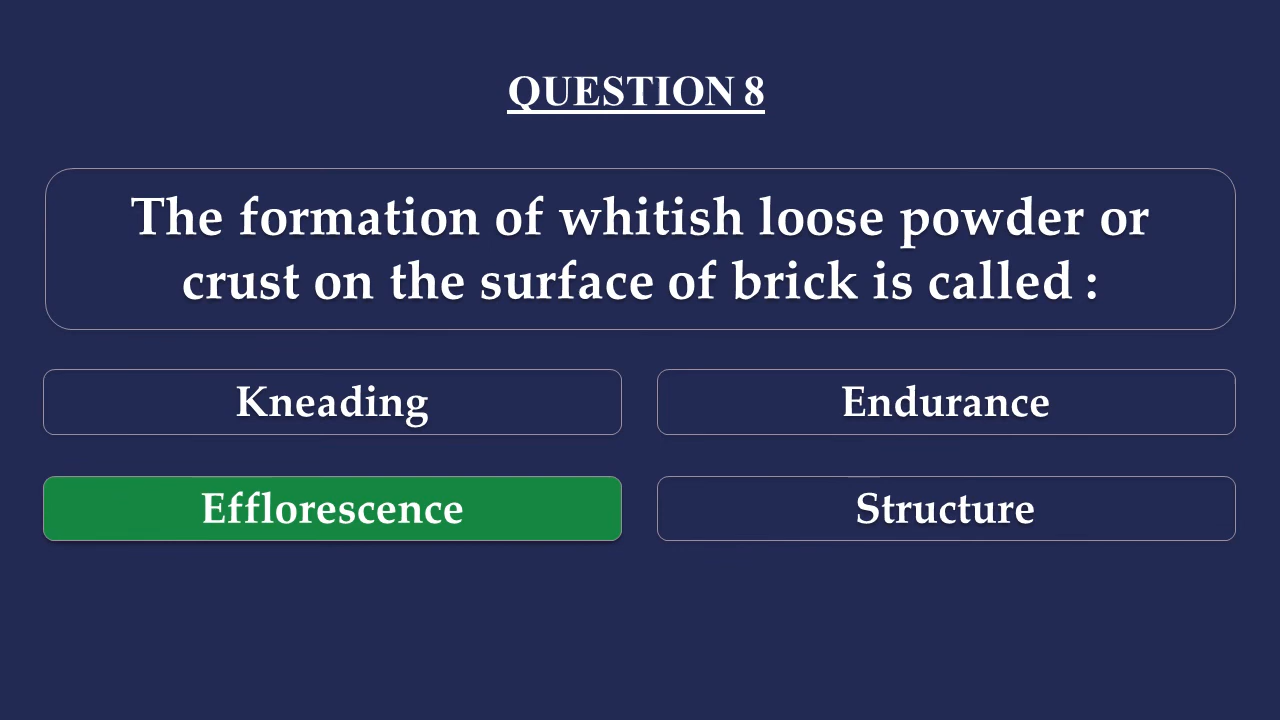 QUESTION 8
The formation of whitish loose powder or
crust on the surface of brick is called :
Kneading
Endurance
Efflorescence
Structure